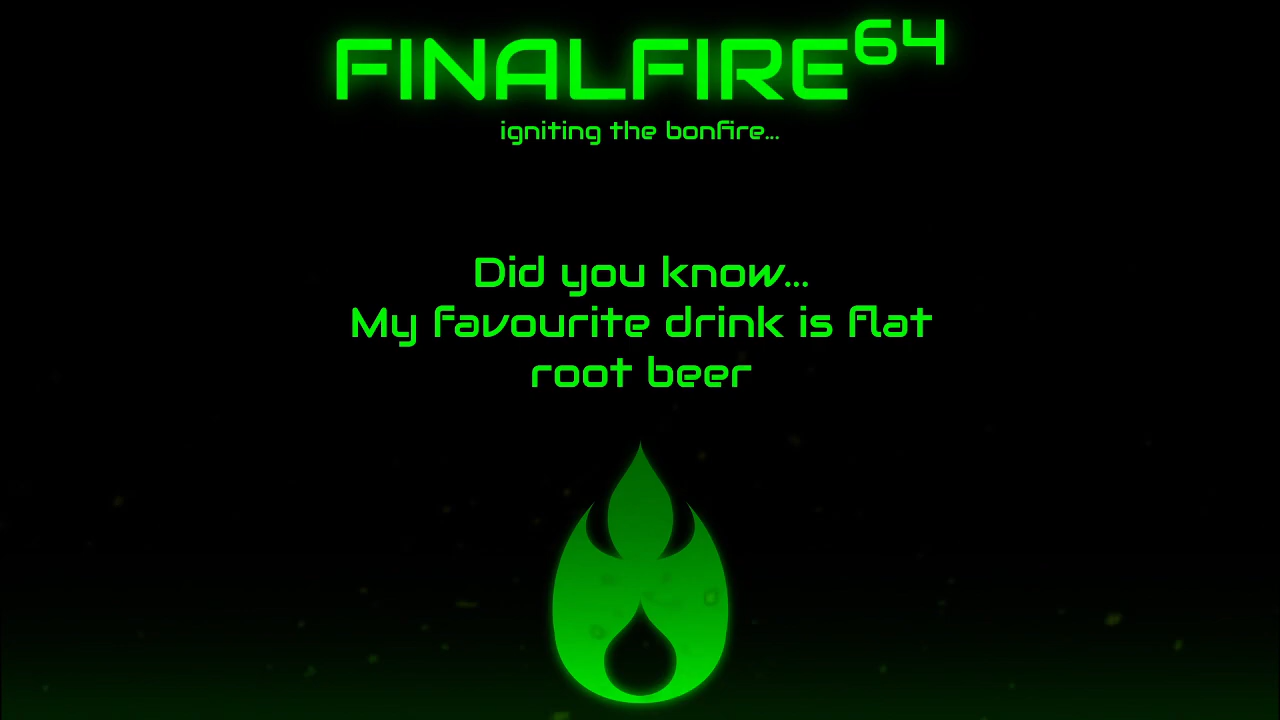 FINALFIRE64
igniting the bonfire...
Did you know...
My favourite drink is flat
root beer